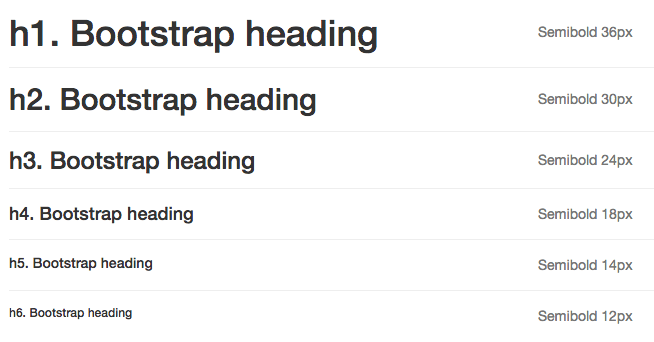 h1. Bootstrap heading Semibold 36px
h2. Bootstrap heading Semibold 30px
h3. Bootstrap heading Semibold 24px
h4. Bootstrap heading Semibold 18px
h5. Bootstrap heading Semibold 14px
h6. Bootstrap heading Semibold 12px